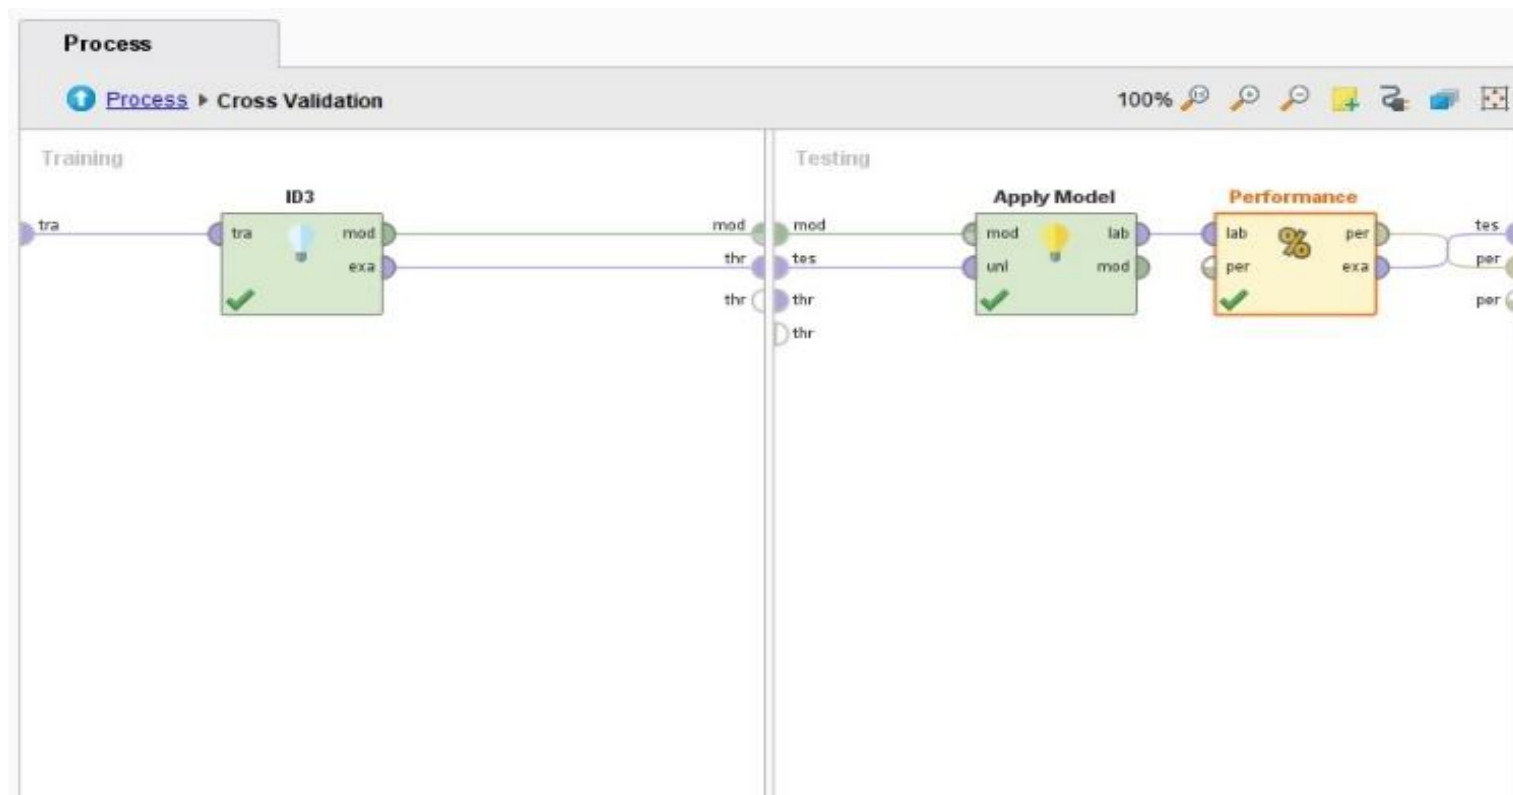 Process
Process ▸ Cross Validation
100%
Training
ID3
tra
tra
mod
exa
mod
thr
thr
Testing
Apply Model
Performance
mod
tes
thr
thr
mod
lab
unl
mod
lab
per
per
exa
tes
per
per